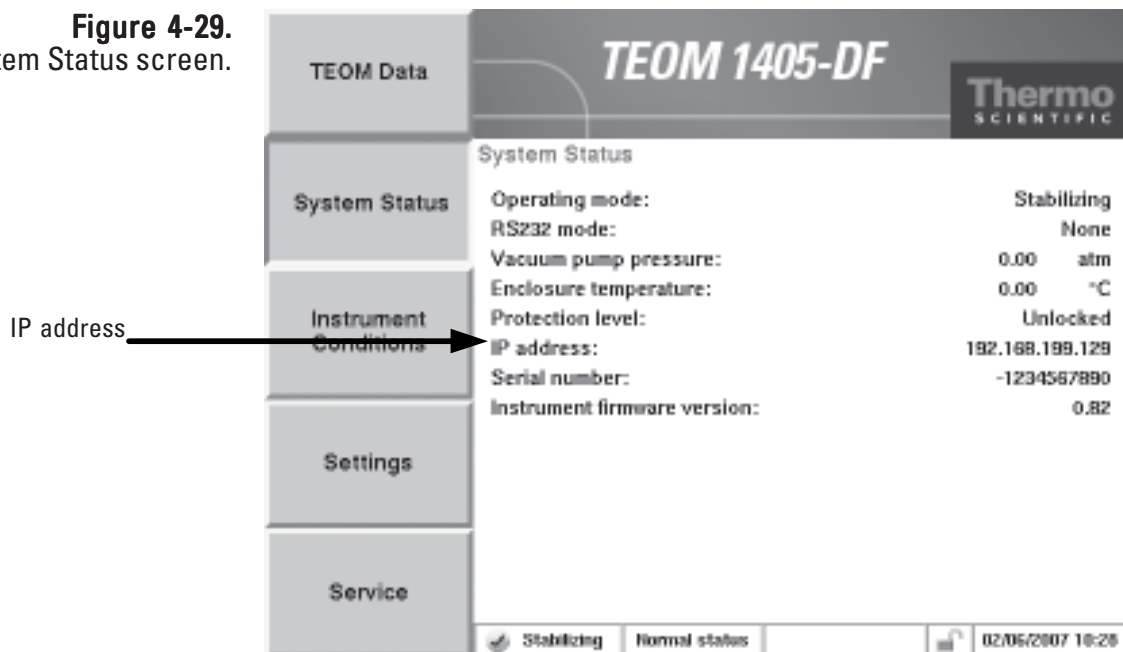 Figure 4-29.
tem Status screen.
TEOM Data
TEOM 1405-DF
Thermo
SCIENTIFIC
System Status
System Status
Operating mode: Stabilizing
RS232 mode: None
Vacuum pump pressure: 0.00 atm
Enclosure temperature: 0.00 °C
Protection level: Unlocked
IP address: 192.168.199.129
Serial number: -1234567890
Instrument firmware version: 0.82
IP address
Instrument
Conditions
Settings
Service
Stabilizing Normal status 02/06/2007 10:28